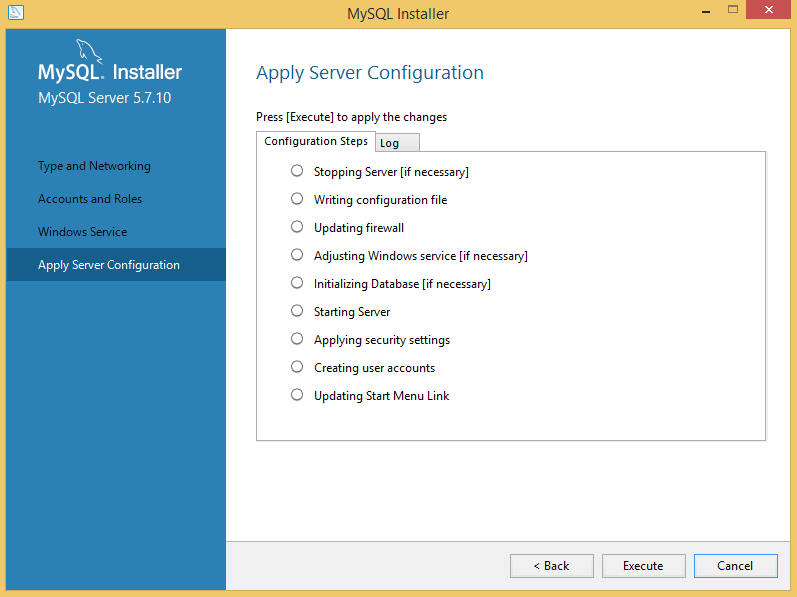 MySQL Installer
MySQL. Installer
MySQL Server 5.7.10
Type and Networking
Accounts and Roles
Windows Service
Apply Server Configuration
Apply Server Configuration
Press [Execute] to apply the changes
Configuration Steps Log
Stopping Server [if necessary]
Writing configuration file
Updating firewall
Adjusting Windows service [if necessary]
Initializing Database [if necessary]
Starting Server
Applying security settings
Creating user accounts
Updating Start Menu Link
< Back Execute Cancel